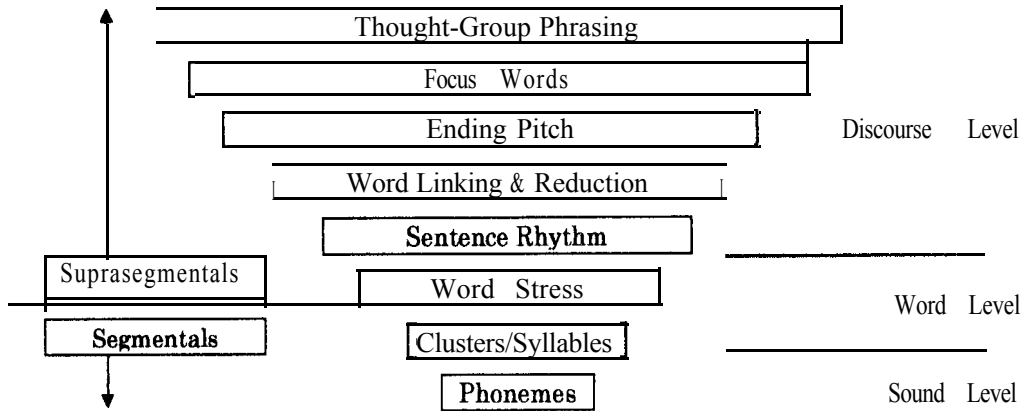 Thought-Group Phrasing
Focus Words
Ending Pitch
Discourse Level
Word Linking & Reduction
Sentence Rhythm
Suprasegmentals
Word Stress
Word Level
Segmentals
Clusters/Syllables
Phonemes
Sound Level